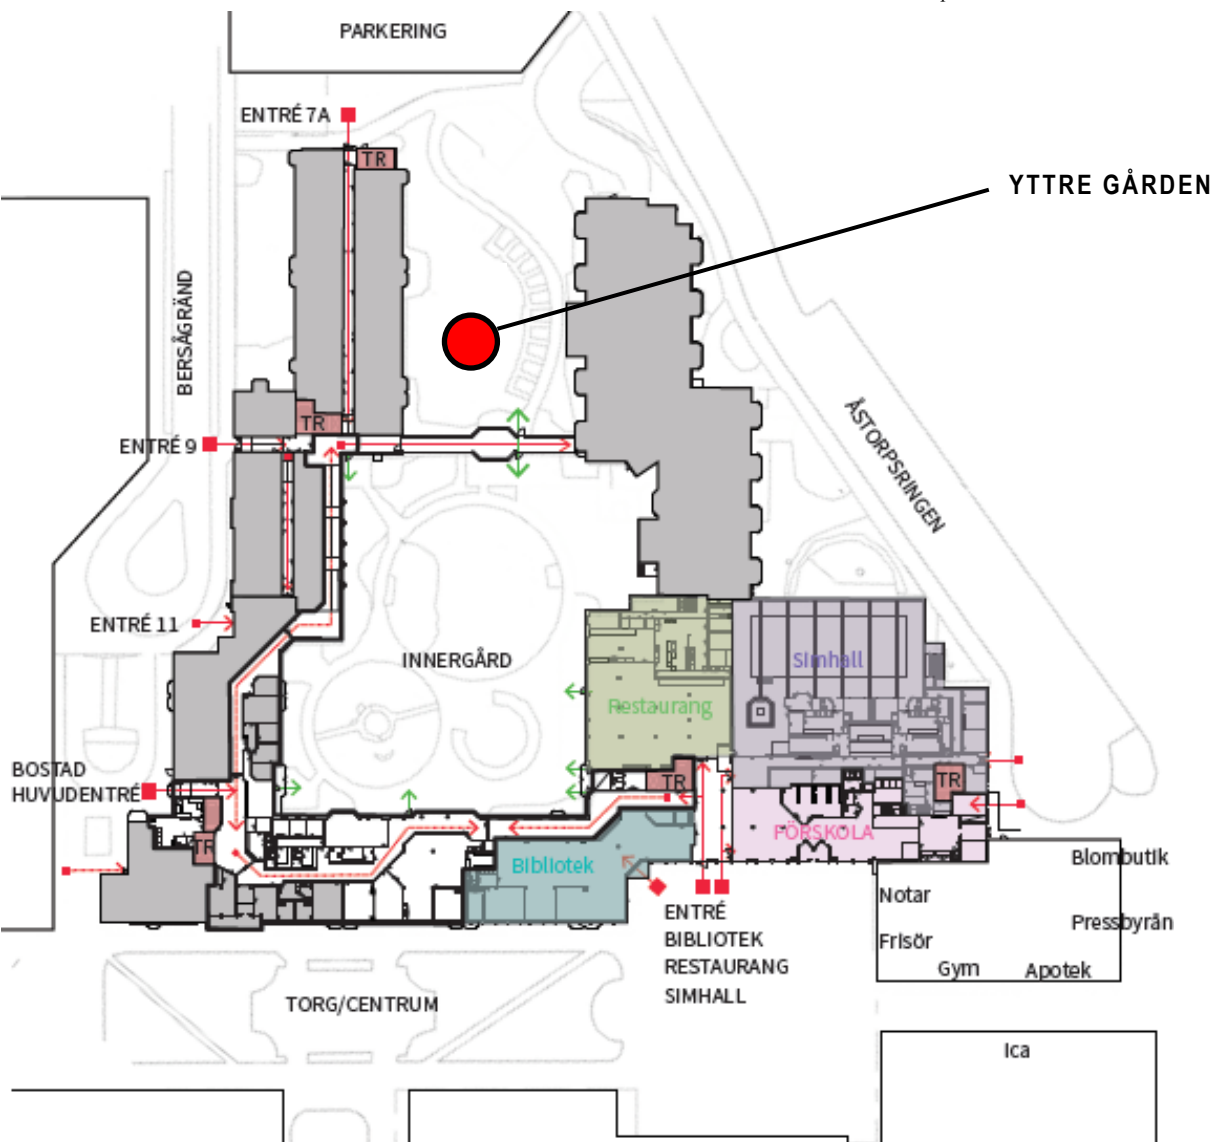 PARKERING
ENTRÉ 7A
TR
YTTRE GÅRDEN
BERSÅGRÄND
ÅSTORPSRINGEN
TR
ENTRÉ 9
ENTRÉ 11
INNERGÅRD
Simhall
Restaurang
BOSTAD
HUVUDENTRÉ
TR
TR
TR
FÖRSKOLA
Bibliotek
Blombutik
Notar
Pressbyrån
Frisör
Gym
Apotek
ENTRÉ
BIBLIOTEK
RESTAURANG
SIMHALL
TORG/CENTRUM
Ica